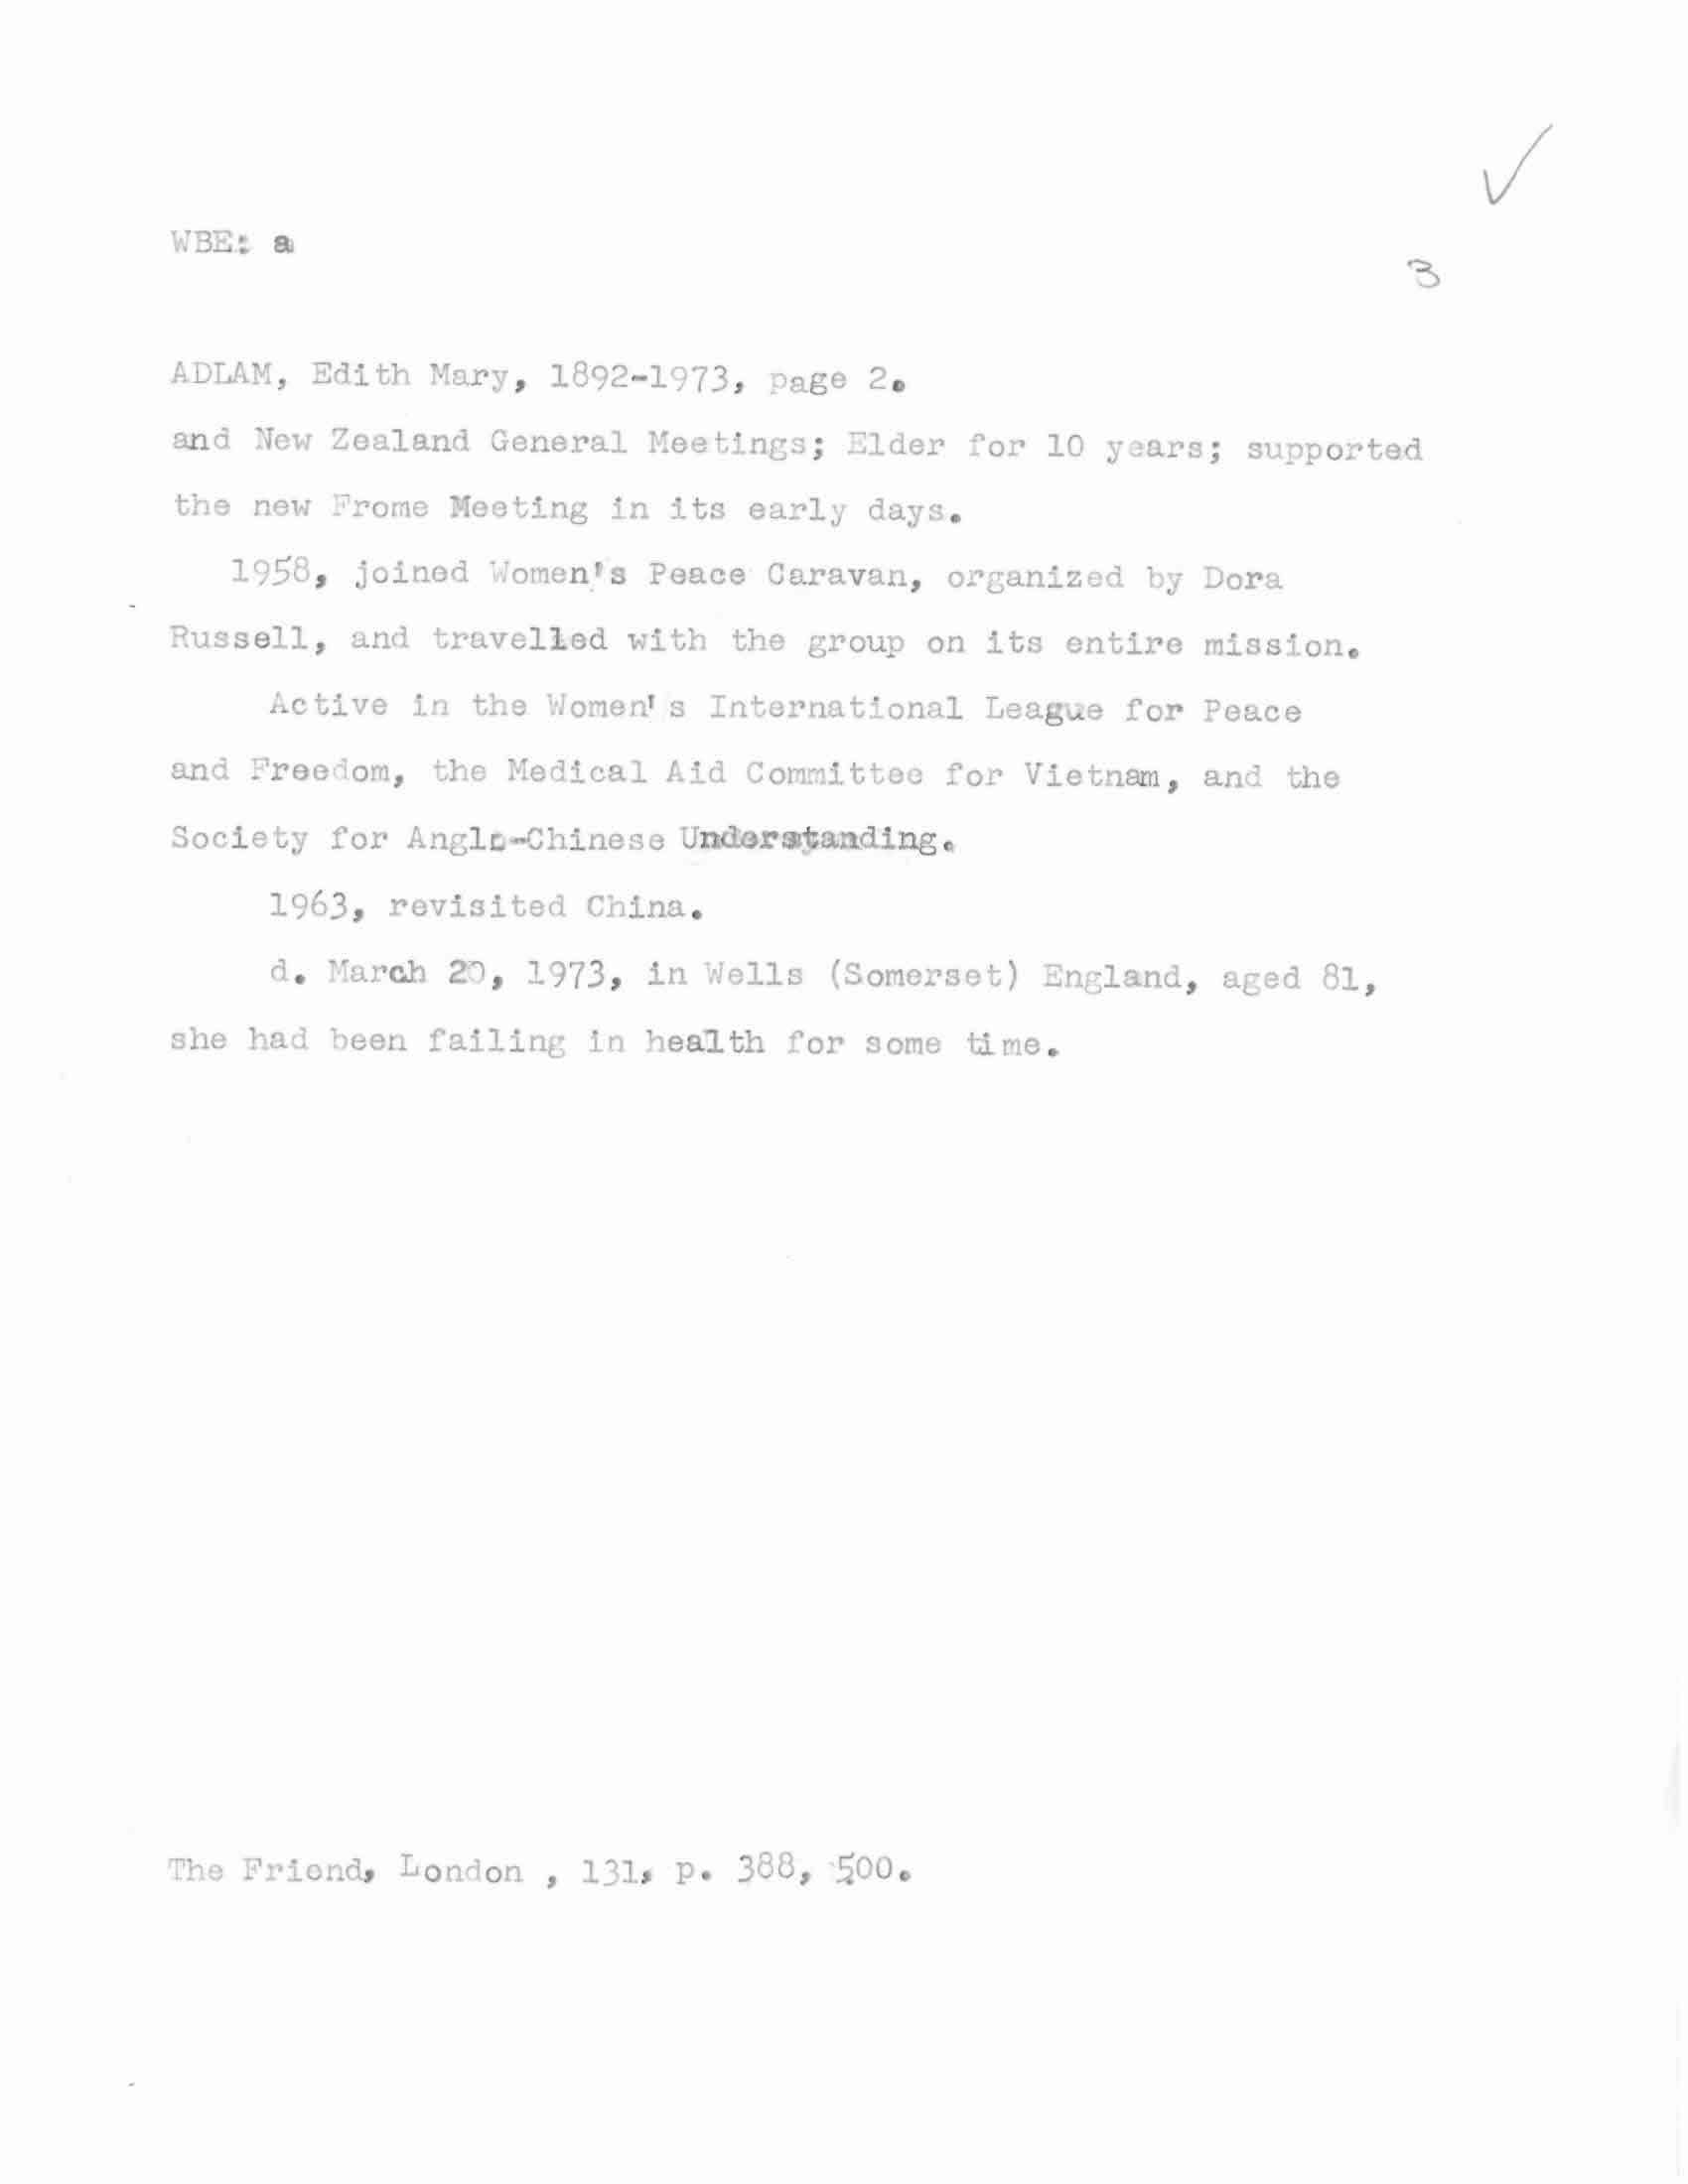 ✓
WBE: a
3
ADLAM, Edith Mary, 1892-1973, page 2.
and New Zealand General Meetings; Elder for 10 years; supported
the new Frome Meeting in its early days.
1958, joined Women's Peace Caravan, organized by Dora
Russell, and travelled with the group on its entire mission.
Active in the Women's International League for Peace
and Freedom, the Medical Aid Committee for Vietnam, and the
Society for Anglo-Chinese Understanding.
1963, revisited China.
d. March 20, 1973, in Wells (Somerset) England, aged 81,
she had been failing in health for some time.
The Friend, London , 131, p. 388, 500.